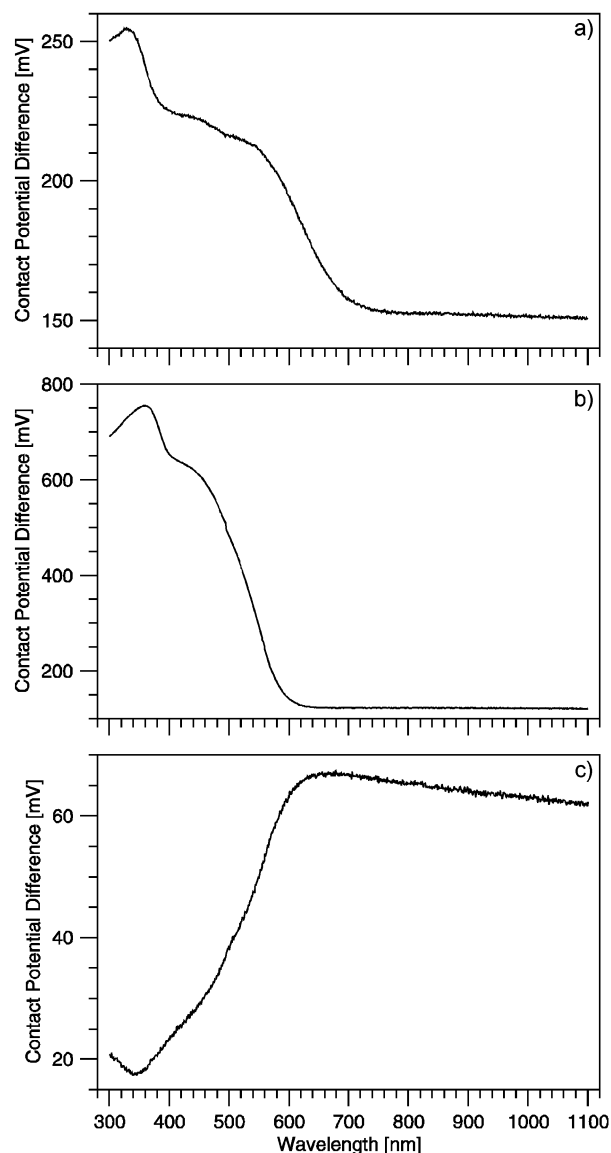 a)
Contact Potential Difference [mV]
250
200
150
b)
Contact Potential Difference [mV]
800
600
400
200
c)
Contact Potential Difference [mV]
60
40
20
300 400 500 600 700 800 900 1000 1100
Wavelength [nm]